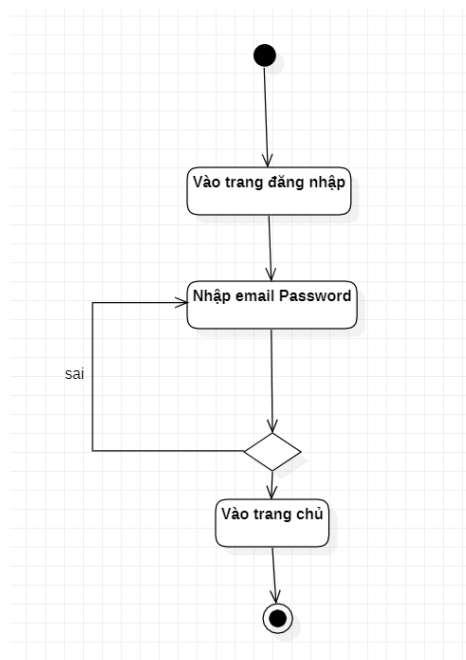 Vào trang đăng nhập
Nhập email Password
sai
Vào trang chủ